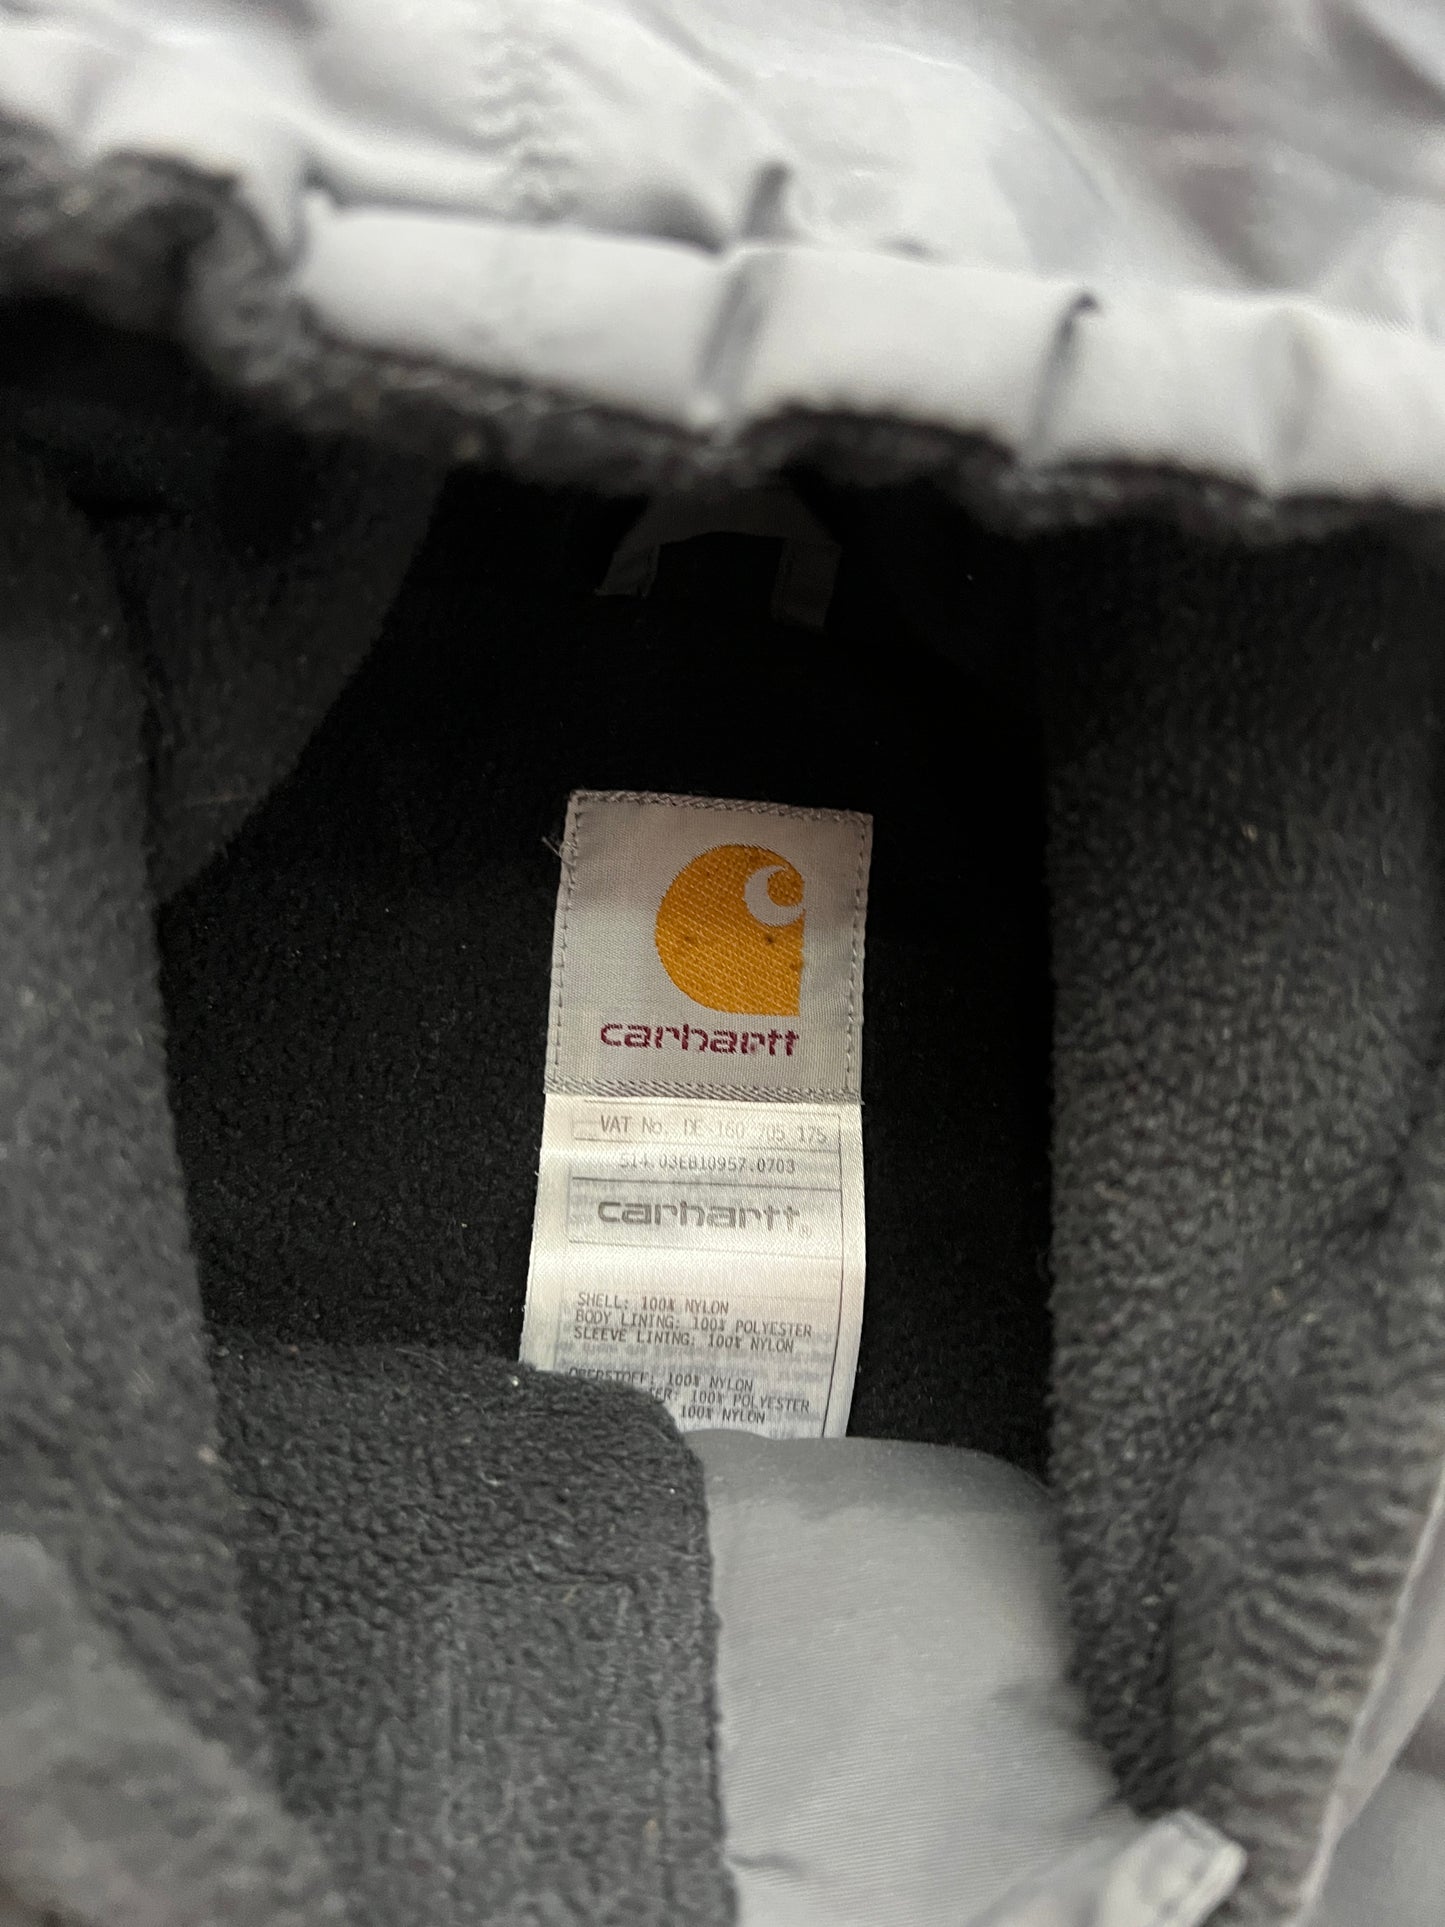 carhartt
VAT No. DE 160 705 175
514.03EB10957.0703
carhartt®
SHELL: 100% NYLON
BODY LINING: 100% POLYESTER
SLEEVE LINING: 100% NYLON
OBERSTOFF: 100% NYLON
100% POLYESTER
100% NYLON